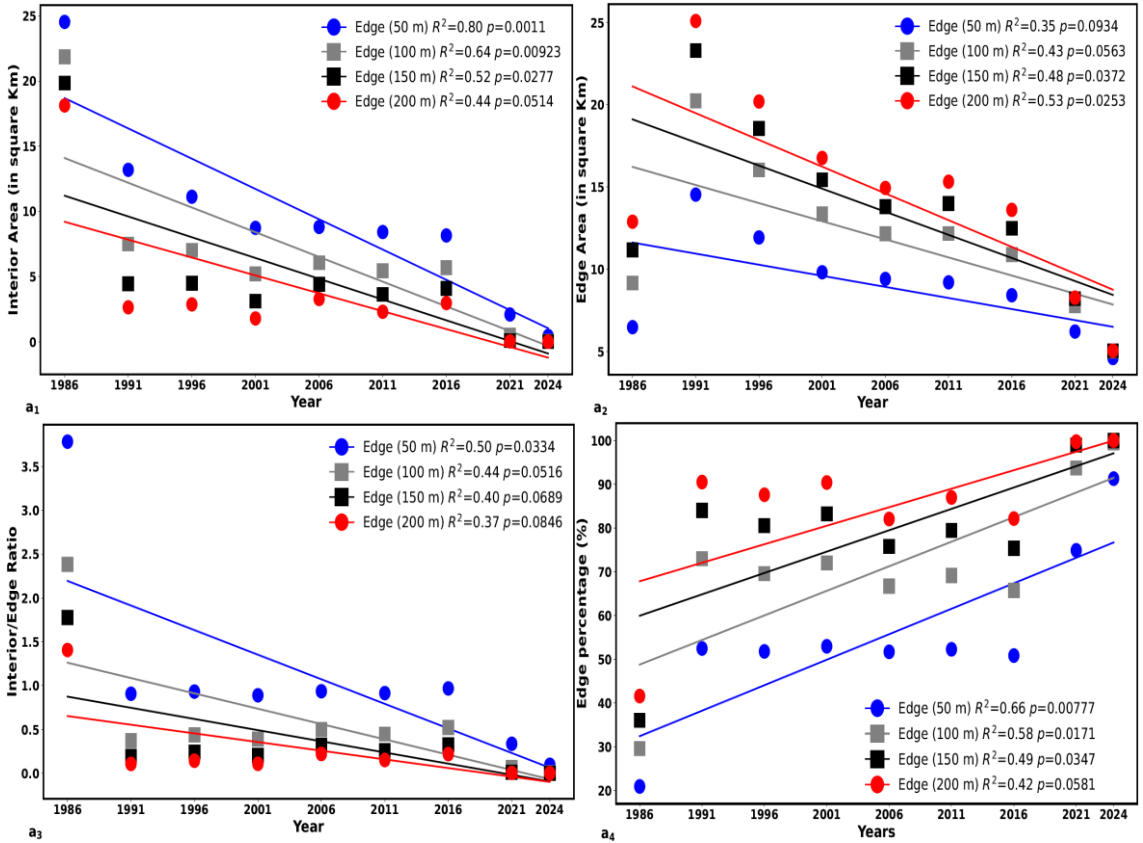 Edge (50 m) R²=0.80 p=0.0011
Edge (100 m) R²=0.64 p=0.00923
Edge (150 m) R²=0.52 p=0.0277
Edge (200 m) R²=0.44 p=0.0514
Interior Area (in square Km)
25
20
15
10
5
0
1986 1991 1996 2001 2006 2011 2016 2021 2024
Year
a₁
Edge (50 m) R²=0.35 p=0.0934
Edge (100 m) R²=0.43 p=0.0563
Edge (150 m) R²=0.48 p=0.0372
Edge (200 m) R²=0.53 p=0.0253
Edge Area (in square Km)
25
20
15
10
5
1986 1991 1996 2001 2006 2011 2016 2021 2024
Year
a₂
Edge (50 m) R²=0.50 p=0.0334
Edge (100 m) R²=0.44 p=0.0516
Edge (150 m) R²=0.40 p=0.0689
Edge (200 m) R²=0.37 p=0.0846
Interior/Edge Ratio
3.5
3.0
2.5
2.0
1.5
1.0
0.5
0.0
1986 1991 1996 2001 2006 2011 2016 2021 2024
Year
a₃
Edge percentage (%)
100
90
80
70
60
50
40
30
20
Edge (50 m) R²=0.66 p=0.00777
Edge (100 m) R²=0.58 p=0.0171
Edge (150 m) R²=0.49 p=0.0347
Edge (200 m) R²=0.42 p=0.0581
1986 1991 1996 2001 2006 2011 2016 2021 2024
Years
a₄